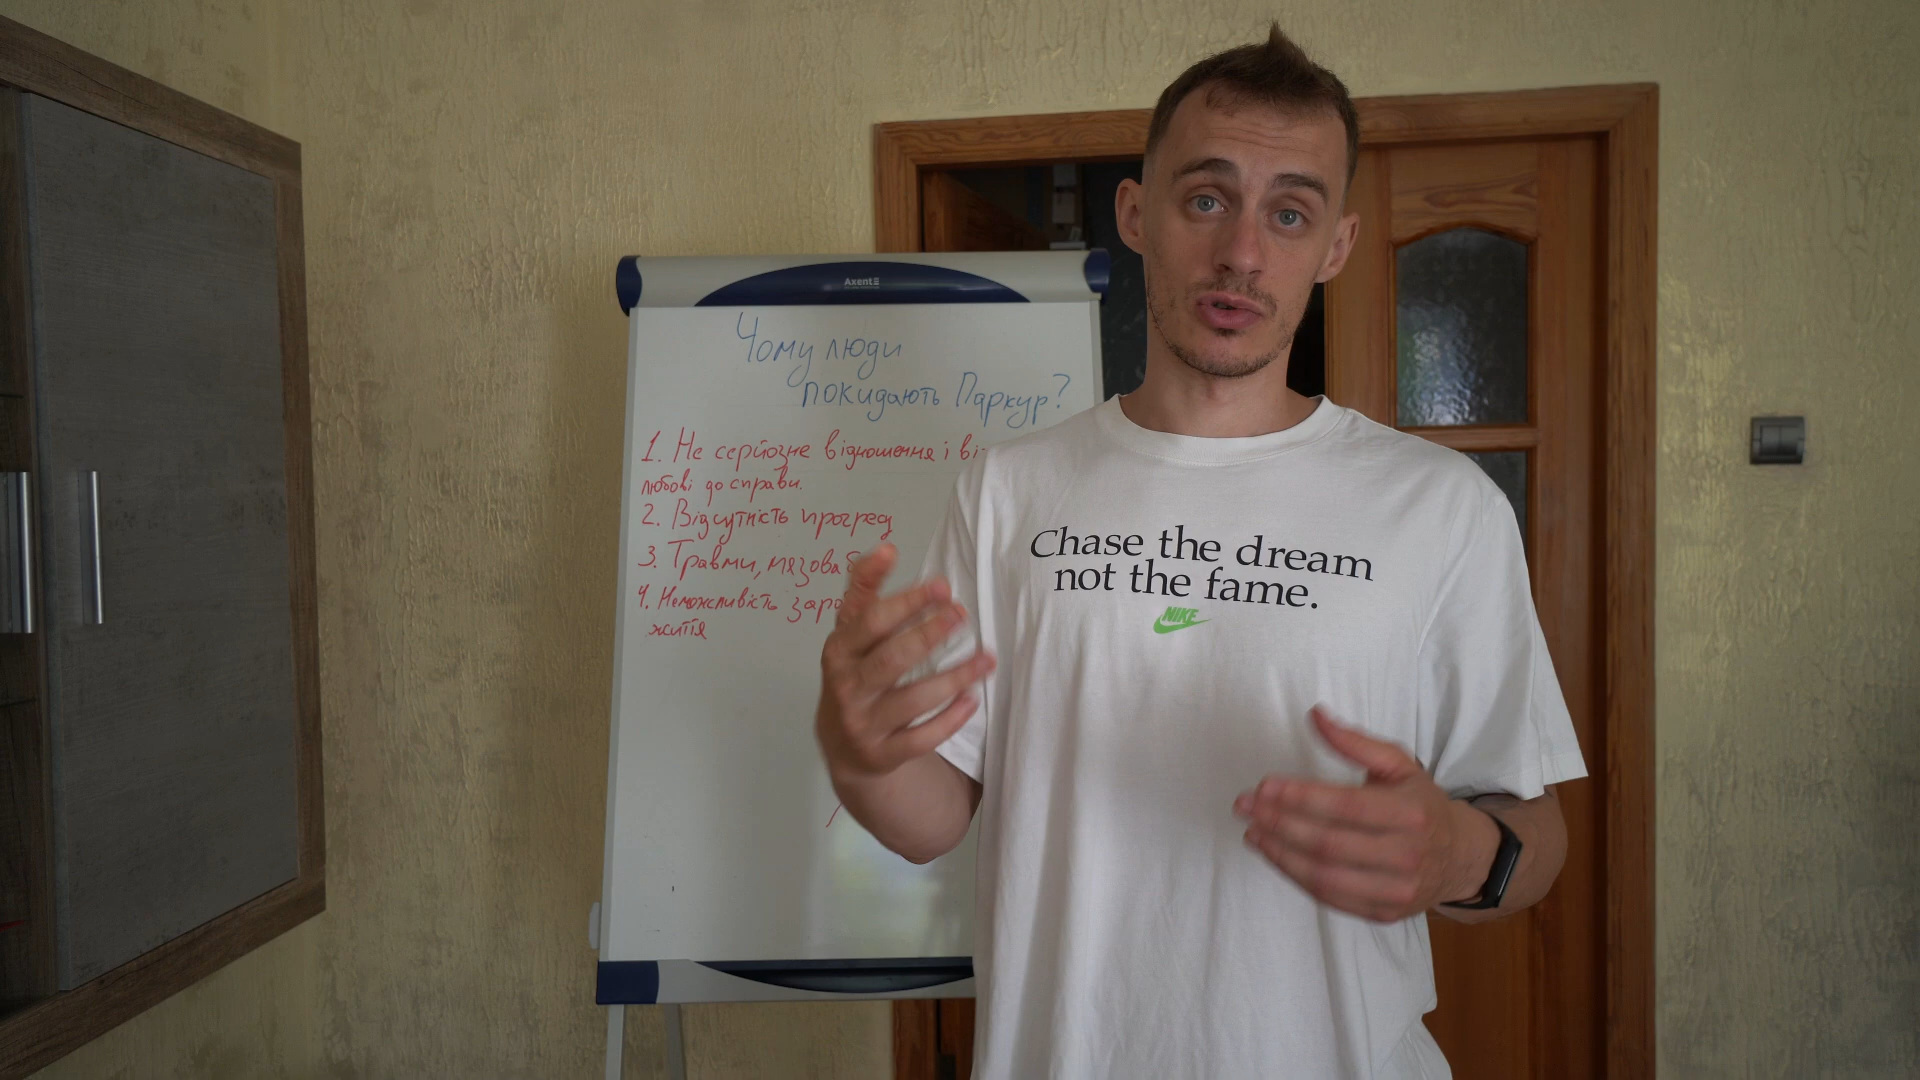 Axent
Чому люди
покидають Паркур?
1. Не серйозне відношення і ві
любові до справи.
2. Відсутність прогресу
3. Травми, мязова
4. Неможливість заро
життя
Chase the dream
not the fame.
NIKE